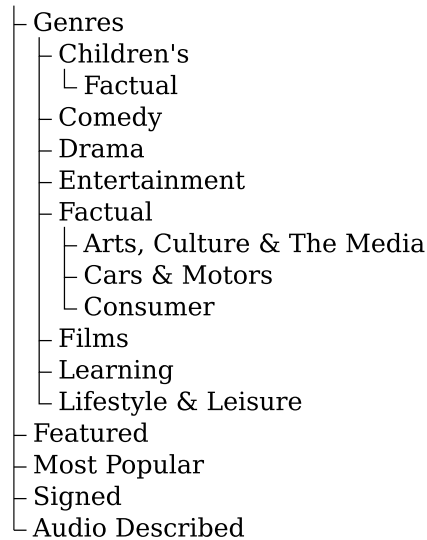 Genres
Children's
Factual
Comedy
Drama
Entertainment
Factual
Arts, Culture & The Media
Cars & Motors
Consumer
Films
Learning
Lifestyle & Leisure
Featured
Most Popular
Signed
Audio Described